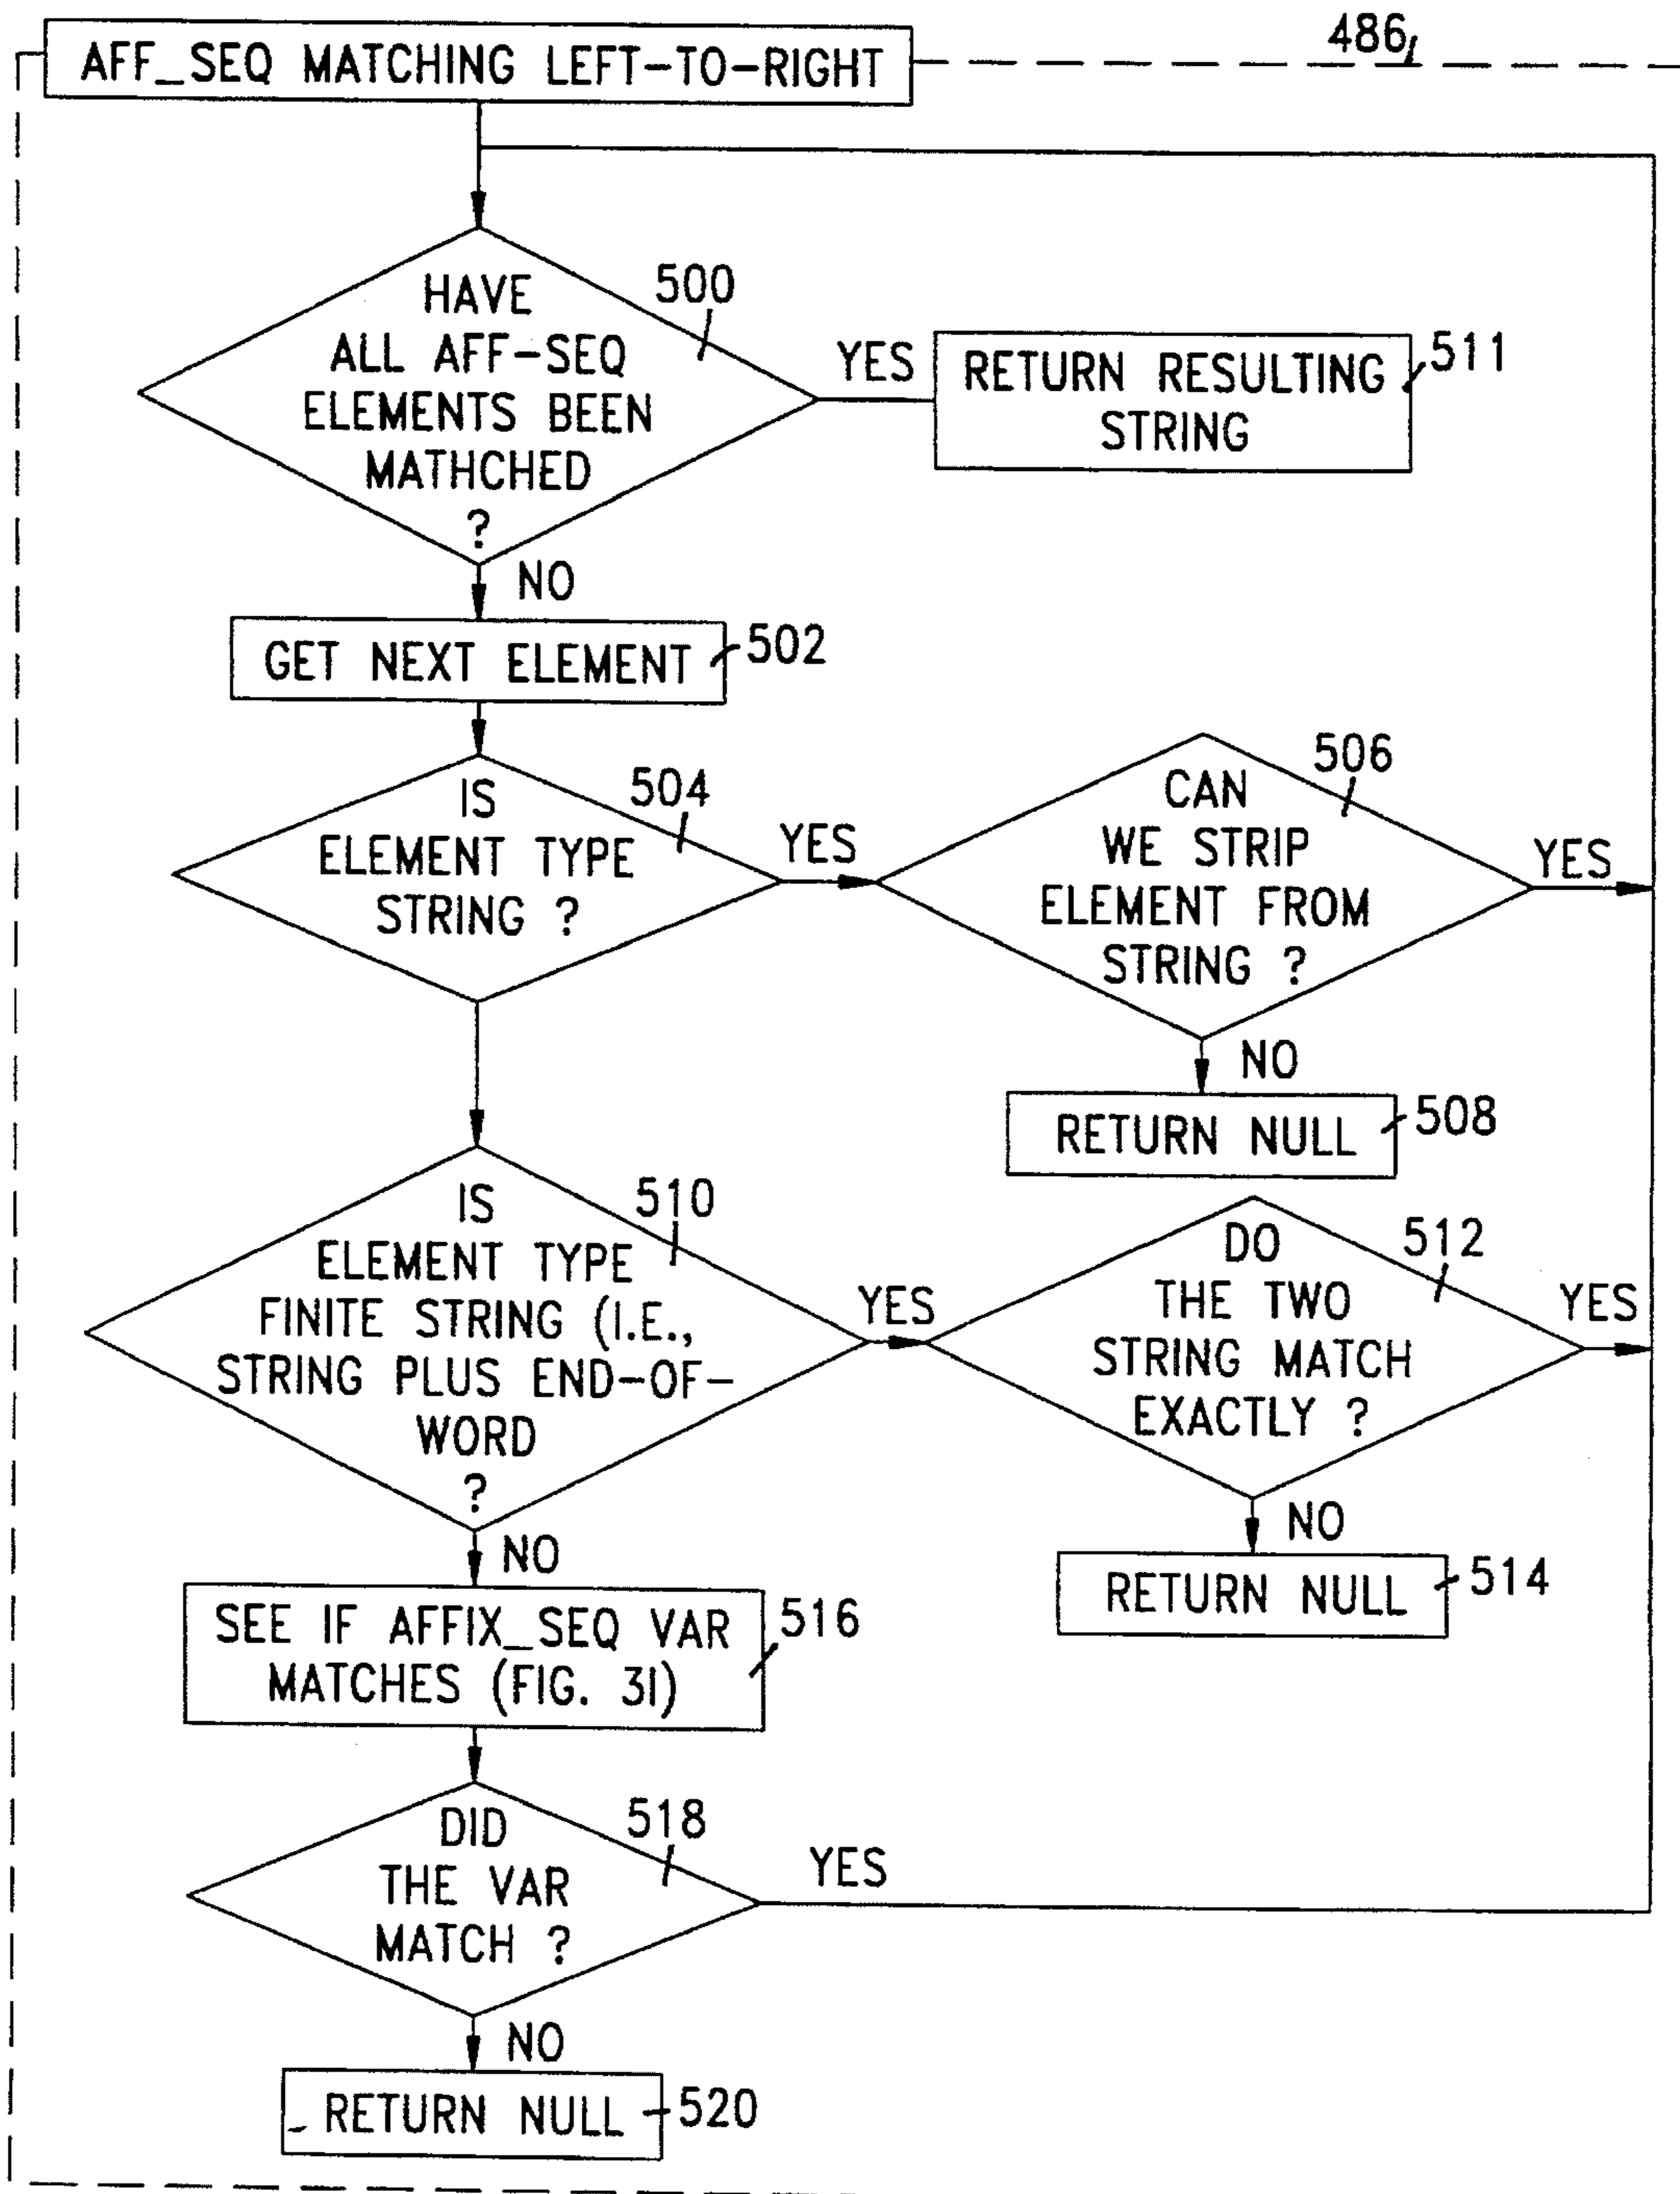 AFF_SEQ MATCHING LEFT-TO-RIGHT
486
HAVE
ALL AFF-SEQ
ELEMENTS BEEN
MATHCHED
?
500
YES
RETURN RESULTING
STRING
511
NO
GET NEXT ELEMENT
502
IS
ELEMENT TYPE
STRING ?
504
YES
CAN
WE STRIP
ELEMENT FROM
STRING ?
506
YES
NO
RETURN NULL
508
IS
ELEMENT TYPE
FINITE STRING (I.E.,
STRING PLUS END-OF-
WORD
?
510
YES
DO
THE TWO
STRING MATCH
EXACTLY ?
512
YES
NO
RETURN NULL
514
NO
SEE IF AFFIX_SEQ VAR
MATCHES (FIG. 31)
516
DID
THE VAR
MATCH ?
518
YES
NO
RETURN NULL
520